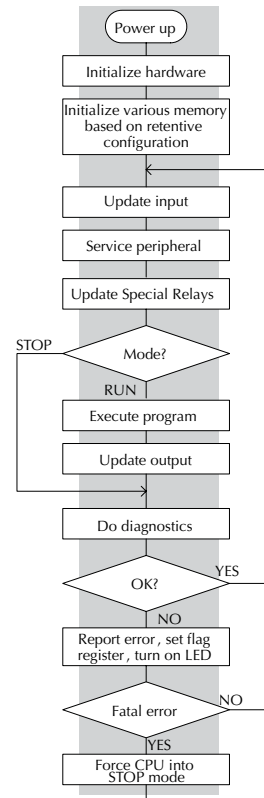 Power up
Initialize hardware
Initialize various memory
based on retentive
configuration
Update input
Service peripheral
Update Special Relays
STOP
Mode?
RUN
Execute program
Update output
Do diagnostics
YES
OK?
NO
Report error, set flag
register, turn on LED
NO
Fatal error
YES
Force CPU into
STOP mode